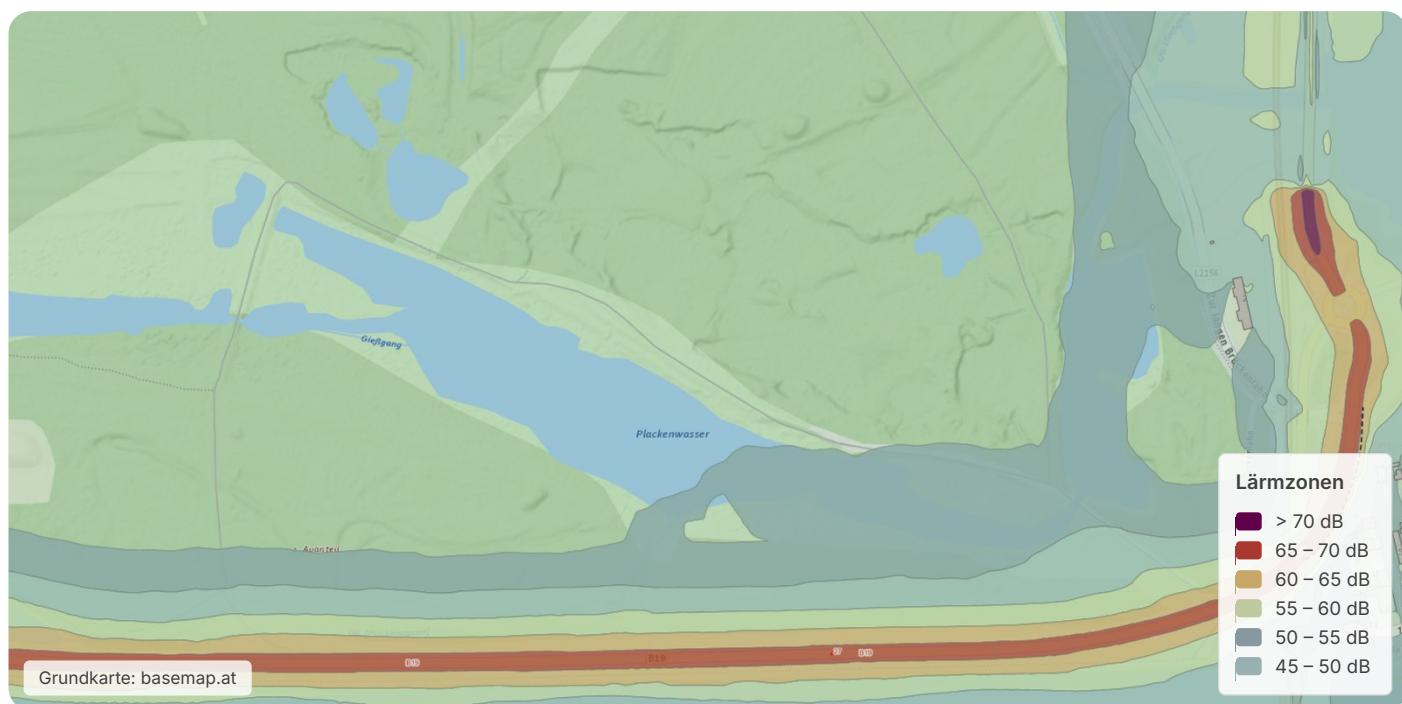 L2156
Gießgang
Plackenwasser
Auanteil
B19
B19
27
B19
Grundkarte: basemap.at
Lärmzonen
> 70 dB
65 – 70 dB
60 – 65 dB
55 – 60 dB
50 – 55 dB
45 – 50 dB